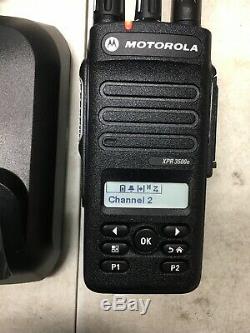 MOTOROLA
XPR 3500e
Channel 2
OK
P1
P2